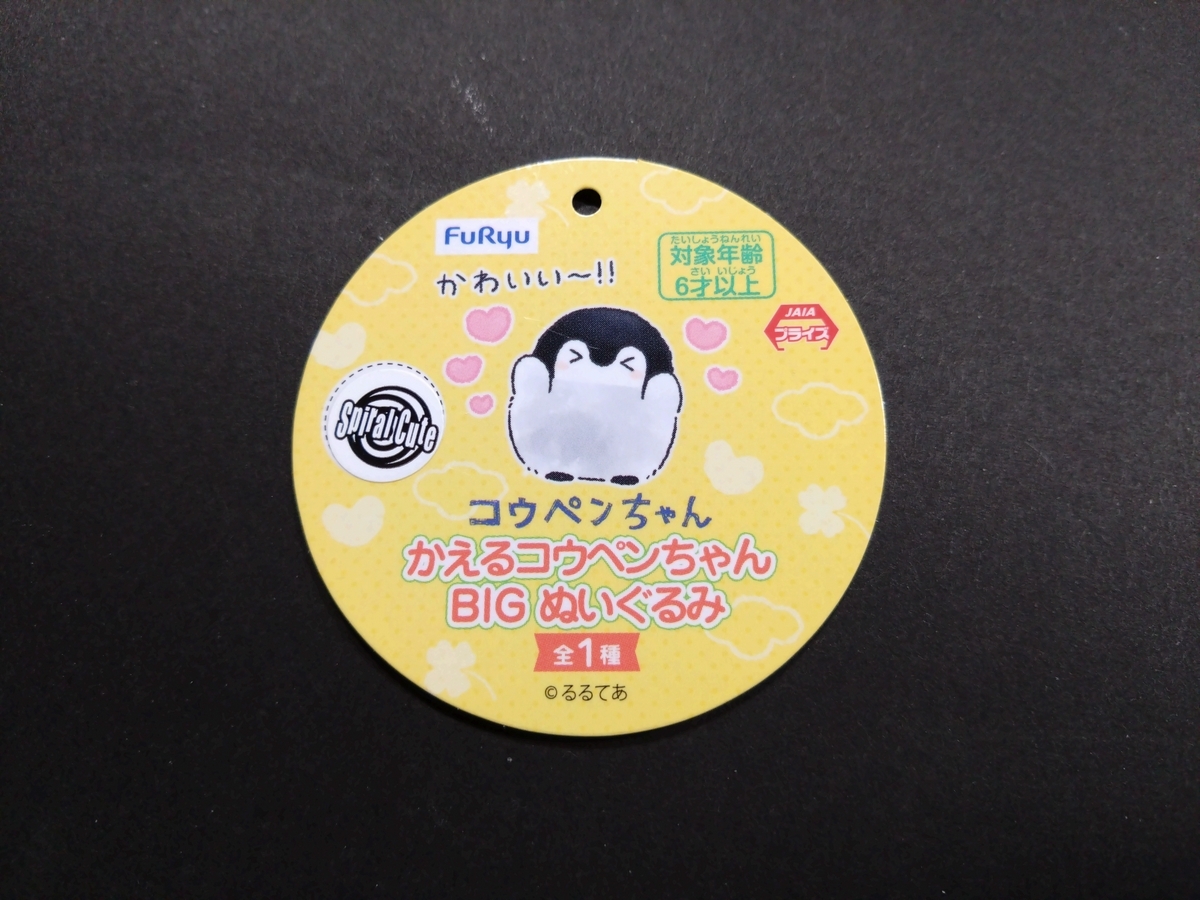 FuRyu
かわいい〜!!
たいしょうねんれい
対象年齢
さい いじょう
6才以上
JAIA
プライズ
Spiral Cute
コウペンちゃん
かえるコウペンちゃん
BIG ぬいぐるみ
全1種
©るるてあ